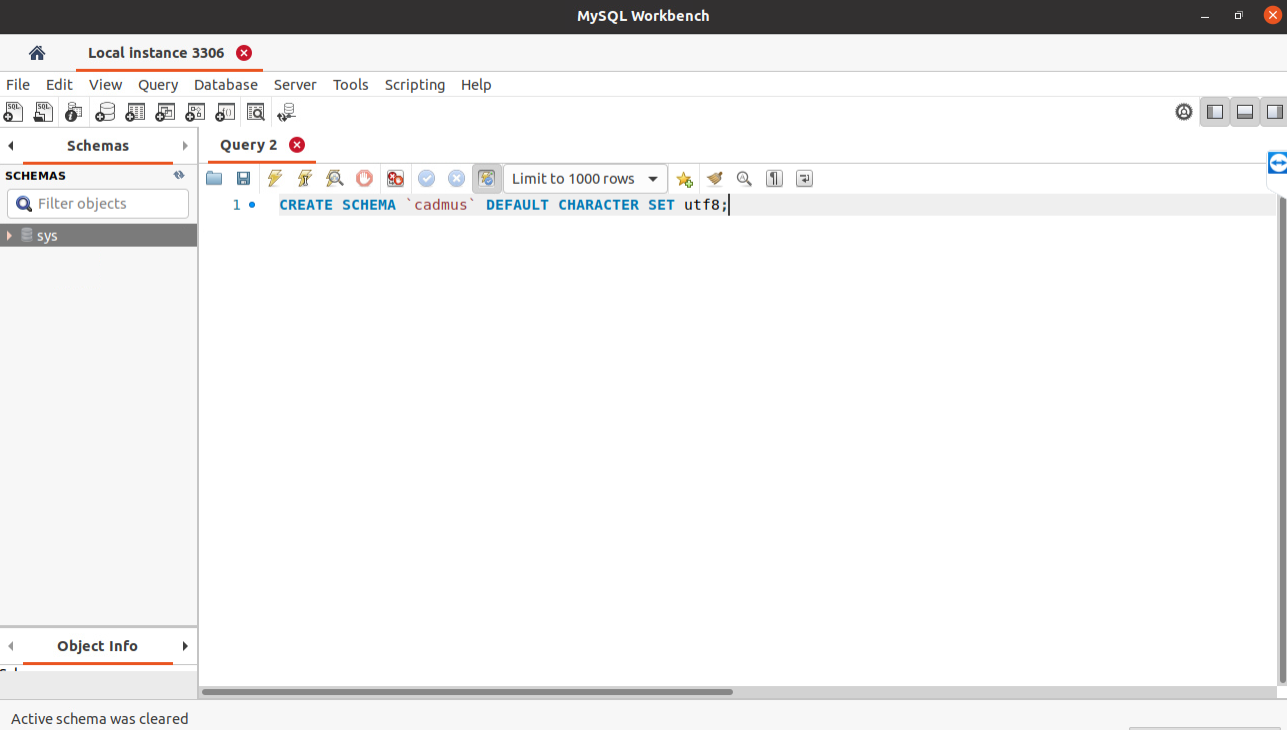 MySQL Workbench
Local instance 3306
File Edit View Query Database Server Tools Scripting Help
Schemas
Query 2
SCHEMAS
Limit to 1000 rows
Filter objects
1 CREATE SCHEMA `cadmus` DEFAULT CHARACTER SET utf8;
sys
Object Info
Active schema was cleared